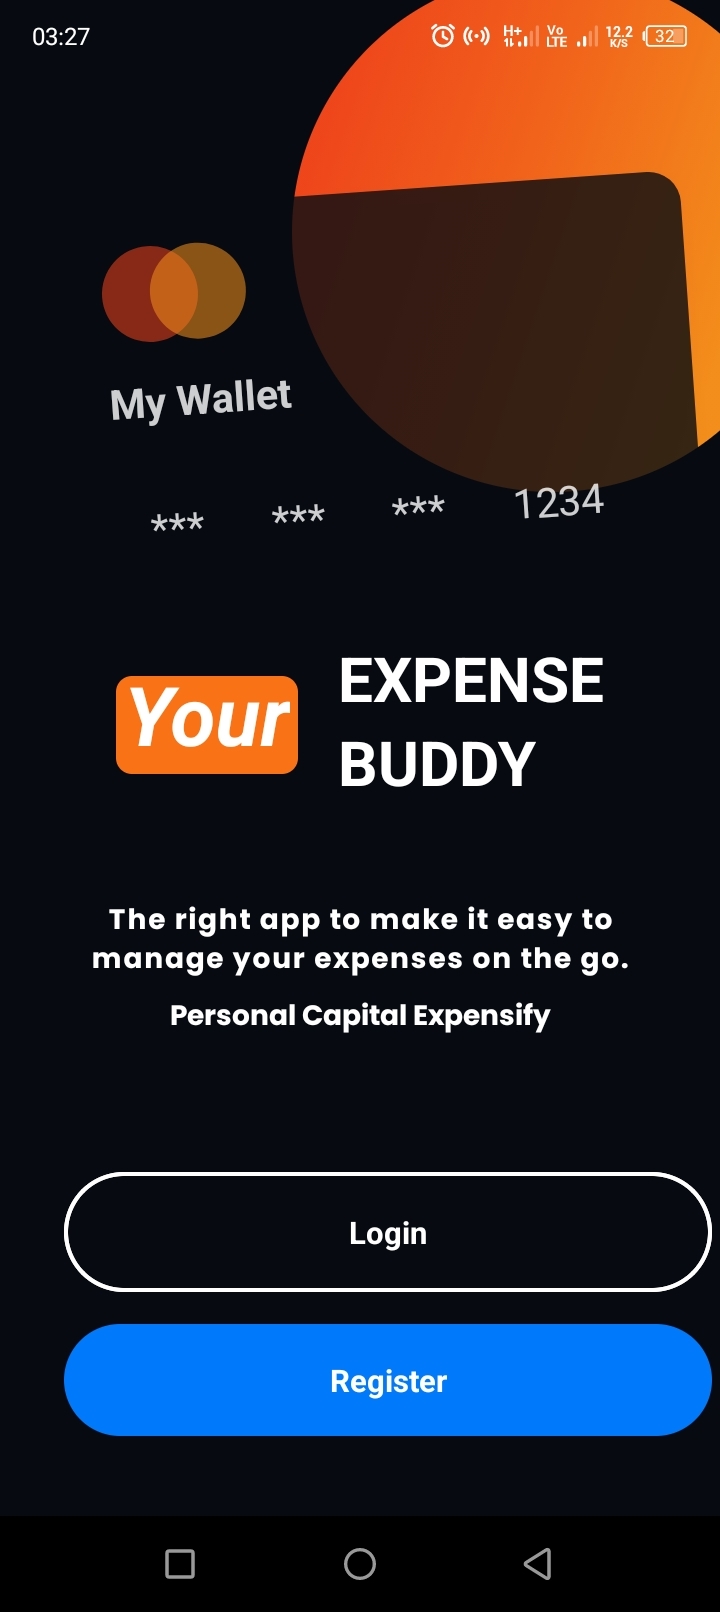 03:27
H+
Vo
LTE
12.2
K/S
32
My Wallet
*** *** *** 1234
Your
EXPENSE
BUDDY
The right app to make it easy to
manage your expenses on the go.
Personal Capital Expensify
Login
Register